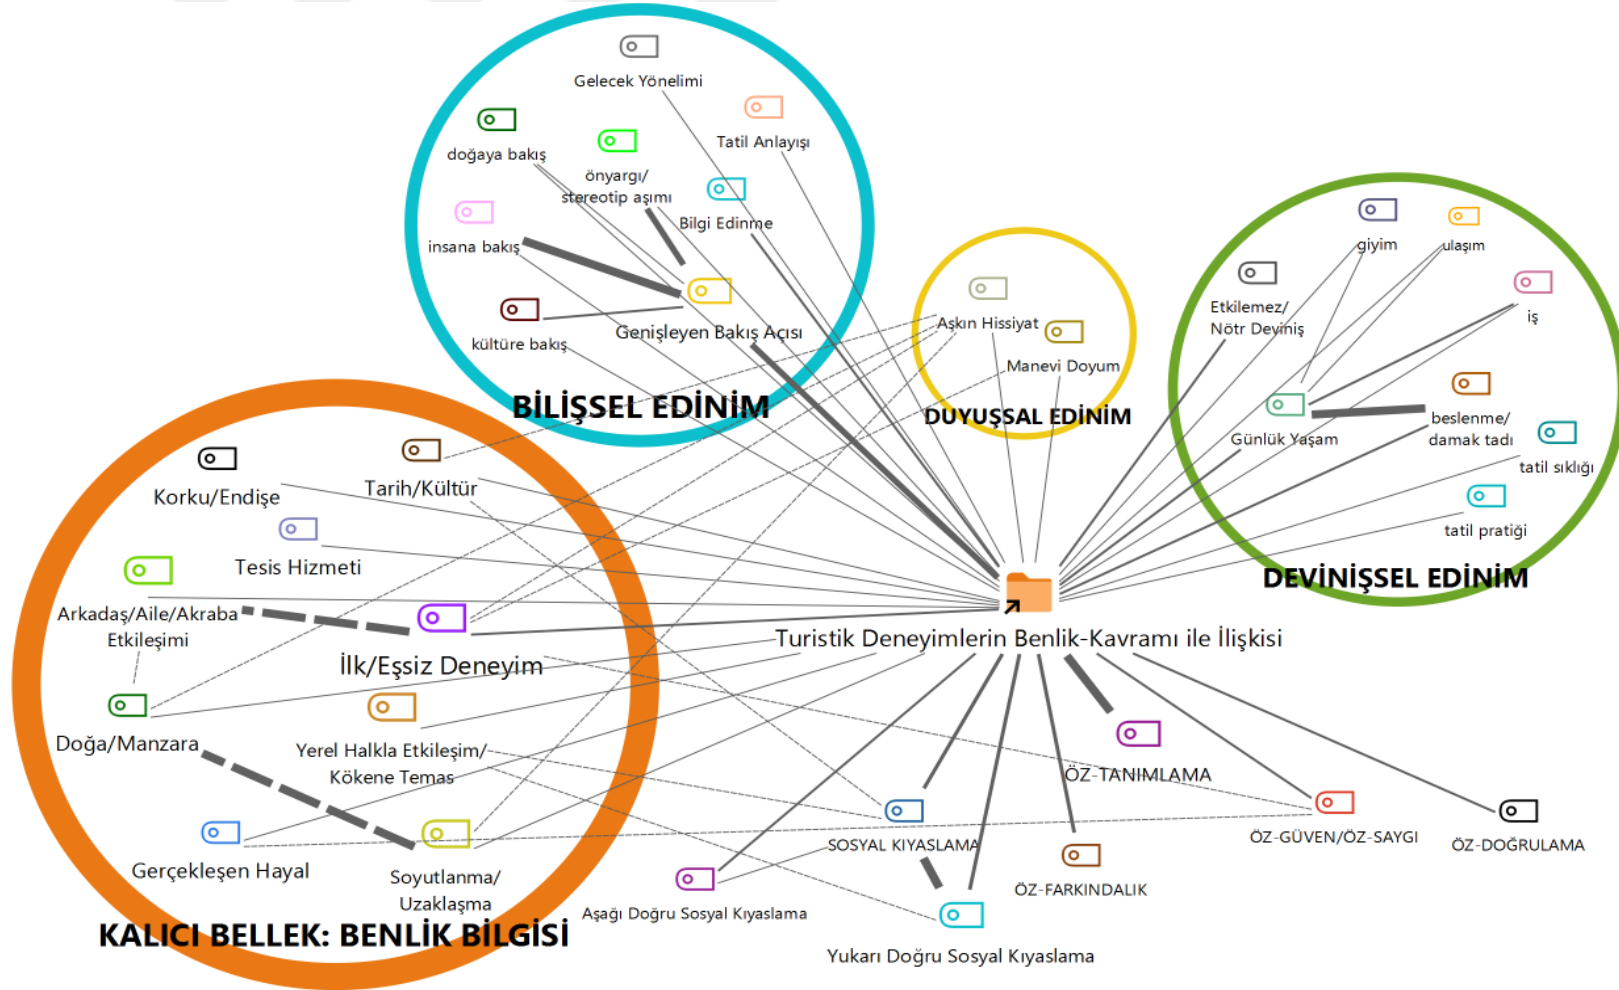 Gelecek Yönelimi
Tatil Anlayışı
doğaya bakış
önyargı/
stereotip aşımı
Bilgi Edinme
insana bakış
Genişleyen Bakış Açısı
kültüre bakış
BİLİŞSEL EDİNİM
Aşkın Hissiyat
Manevi Doyum
DUYUŞSAL EDİNİM
giyim
ulaşım
Etkilemez/
Nötr Deviniş
iş
beslenme/
damak tadı
Günlük Yaşam
tatil sıklığı
tatil pratiği
DEVİNİŞSEL EDİNİM
Korku/Endişe
Tarih/Kültür
Tesis Hizmeti
Arkadaş/Aile/Akraba
Etkileşimi
İlk/Eşsiz Deneyim
Doğa/Manzara
Yerel Halkla Etkileşim/
Kökene Temas
Gerçekleşen Hayal
Soyutlanma/
Uzaklaşma
KALICI BELLEK: BENLİK BİLGİSİ
Turistik Deneyimlerin Benlik-Kavramı ile İlişkisi
ÖZ-TANIMLAMA
SOSYAL KIYASLAMA
ÖZ-GÜVEN/ÖZ-SAYGI
ÖZ-DOĞRULAMA
ÖZ-FARKINDALIK
Aşağı Doğru Sosyal Kıyaslama
Yukarı Doğru Sosyal Kıyaslama